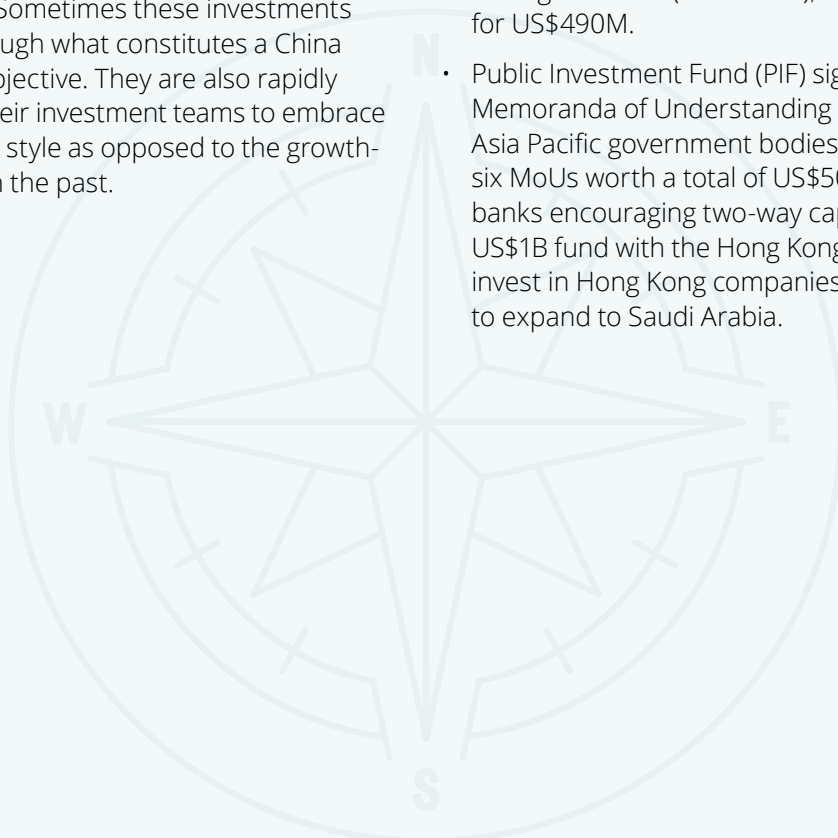 Sometimes these investments
ugh what constitutes a China
bjective. They are also rapidly
eir investment teams to embrace
style as opposed to the growth-
the past.
for US$490M.
• Public Investment Fund (PIF) sig
Memoranda of Understanding
Asia Pacific government bodies
six MoUs worth a total of US$5
banks encouraging two-way cap
US$1B fund with the Hong Kong
invest in Hong Kong companies
to expand to Saudi Arabia.
N
W
E
S